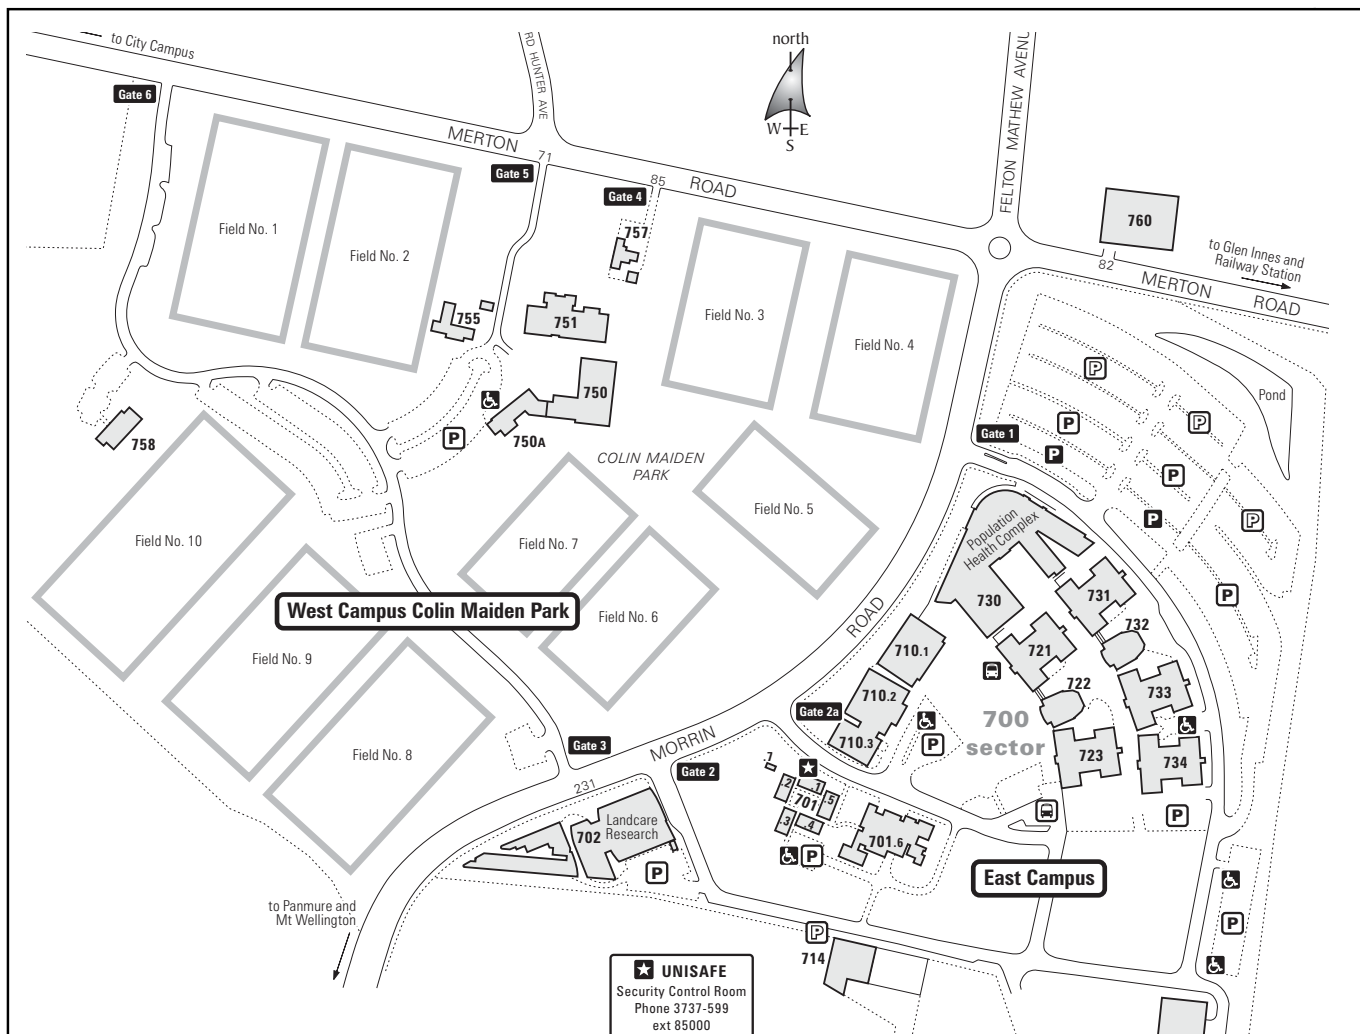 to City Campus
RD HUNTER AVE
north
W E
S
FELTON MATHEW AVENU
Gate 6
MERTON
71
Gate 5
85
ROAD
Gate 4
757
760
to Glen Innes and
Railway Station
82
MERTON
ROAD
Field No. 1
Field No. 2
755
751
Field No. 3
Field No. 4
P
Pond
750
P
750A
758
P
P
Gate 1
P
COLIN MAIDEN
PARK
P
Field No. 5
Population
Health Complex
P
P
Field No. 10
Field No. 7
730
731
P
West Campus Colin Maiden Park
Field No. 6
ROAD
732
721
710.1
Field No. 9
722
710.2
733
Gate 2a
700
sector
P
710.3
Gate 3
MORRIN
Field No. 8
723
734
Gate 2
231
.1
.2
.1
701
.5
.3
.4
P
702
Landcare
Research
701.6
P
P
East Campus
to Panmure and
Mt Wellington
P
P
714
UNISAFE
Security Control Room
Phone 3737-599
ext 85000